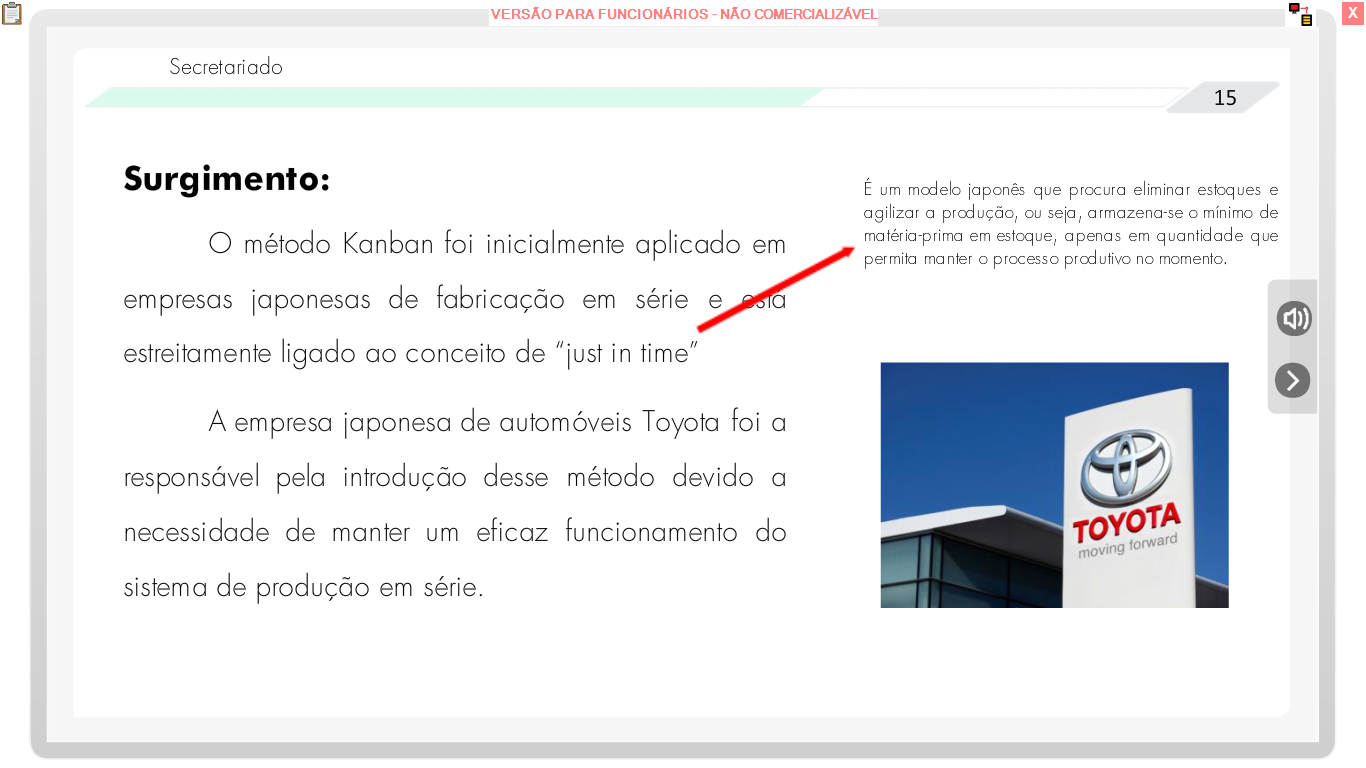 VERSÃO PARA FUNCIONÁRIOS - NÃO COMERCIALIZÁVEL
X
Secretariado
15
Surgimento:
O método Kanban foi inicialmente aplicado em
empresas japonesas de fabricação em série e está
estreitamente ligado ao conceito de “just in time”
A empresa japonesa de automóveis Toyota foi a
responsável pela introdução desse método devido a
necessidade de manter um eficaz funcionamento do
sistema de produção em série.
É um modelo japonês que procura eliminar estoques e
agilizar a produção, ou seja, armazena-se o mínimo de
matéria-prima em estoque, apenas em quantidade que
permita manter o processo produtivo no momento.
TOYOTA
moving forward